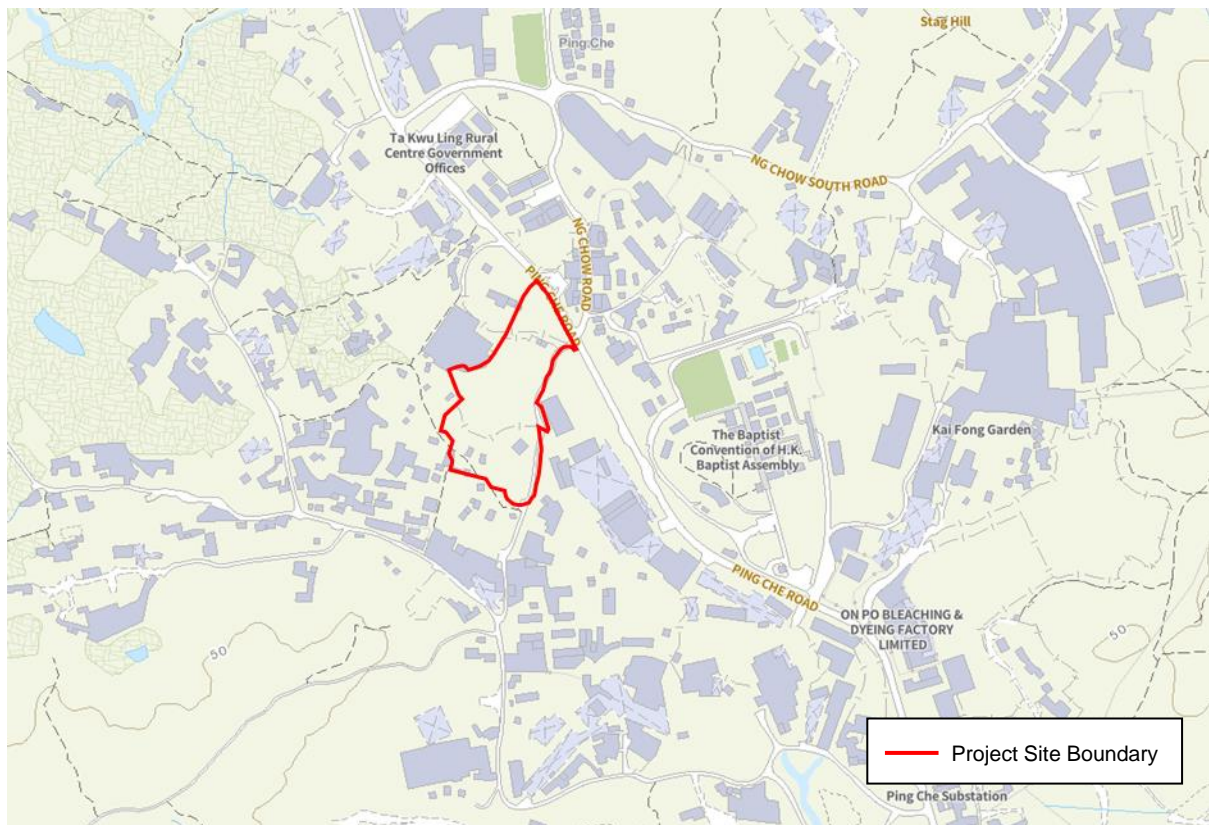 Stag Hill
Ping Che
Ta Kwu Ling Rural
Centre Government
Offices
NG CHOW SOUTH ROAD
NG CHOW ROAD
PING CHE ROAD
The Baptist
Convention of H.K.
Baptist Assembly
Kai Fong Garden
PING CHE ROAD
ON PO BLEACHING &
DYEING FACTORY
LIMITED
50
50
Project Site Boundary
Ping Che Substation